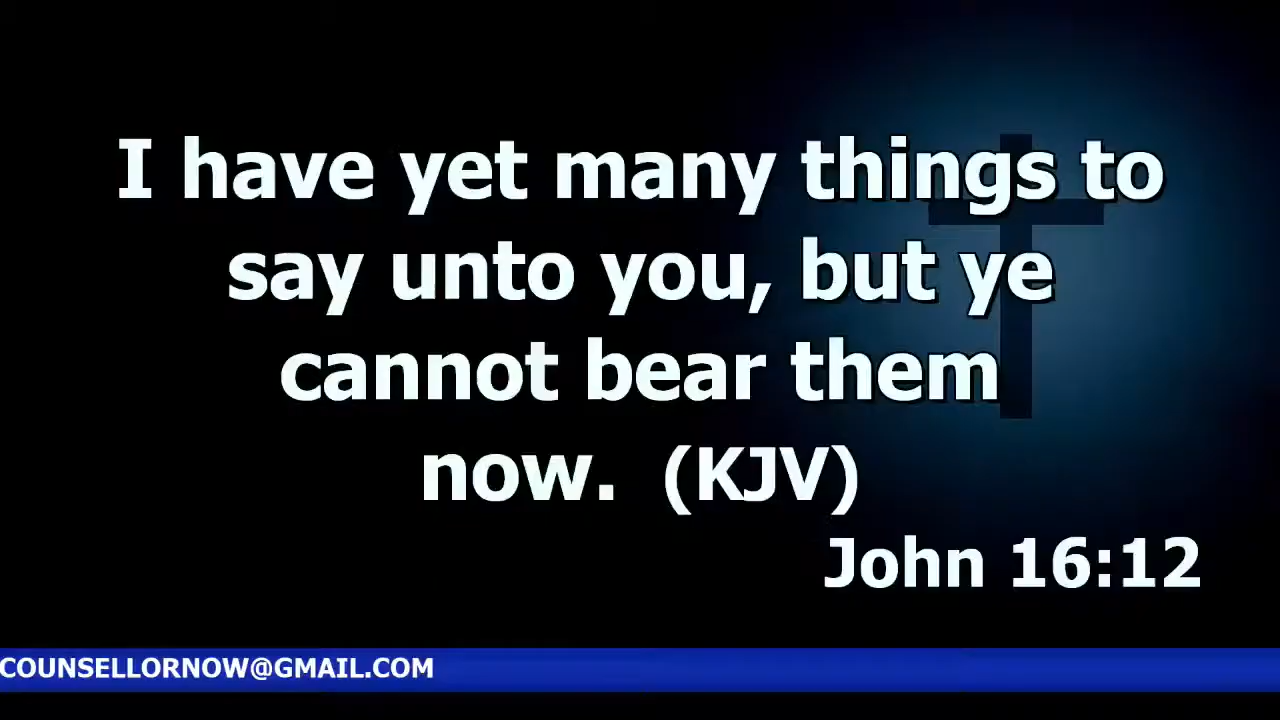 I have yet many things to
say unto you, but ye
cannot bear them
now.  (KJV)
John 16:12
COUNSELLORNOW@GMAIL.COM